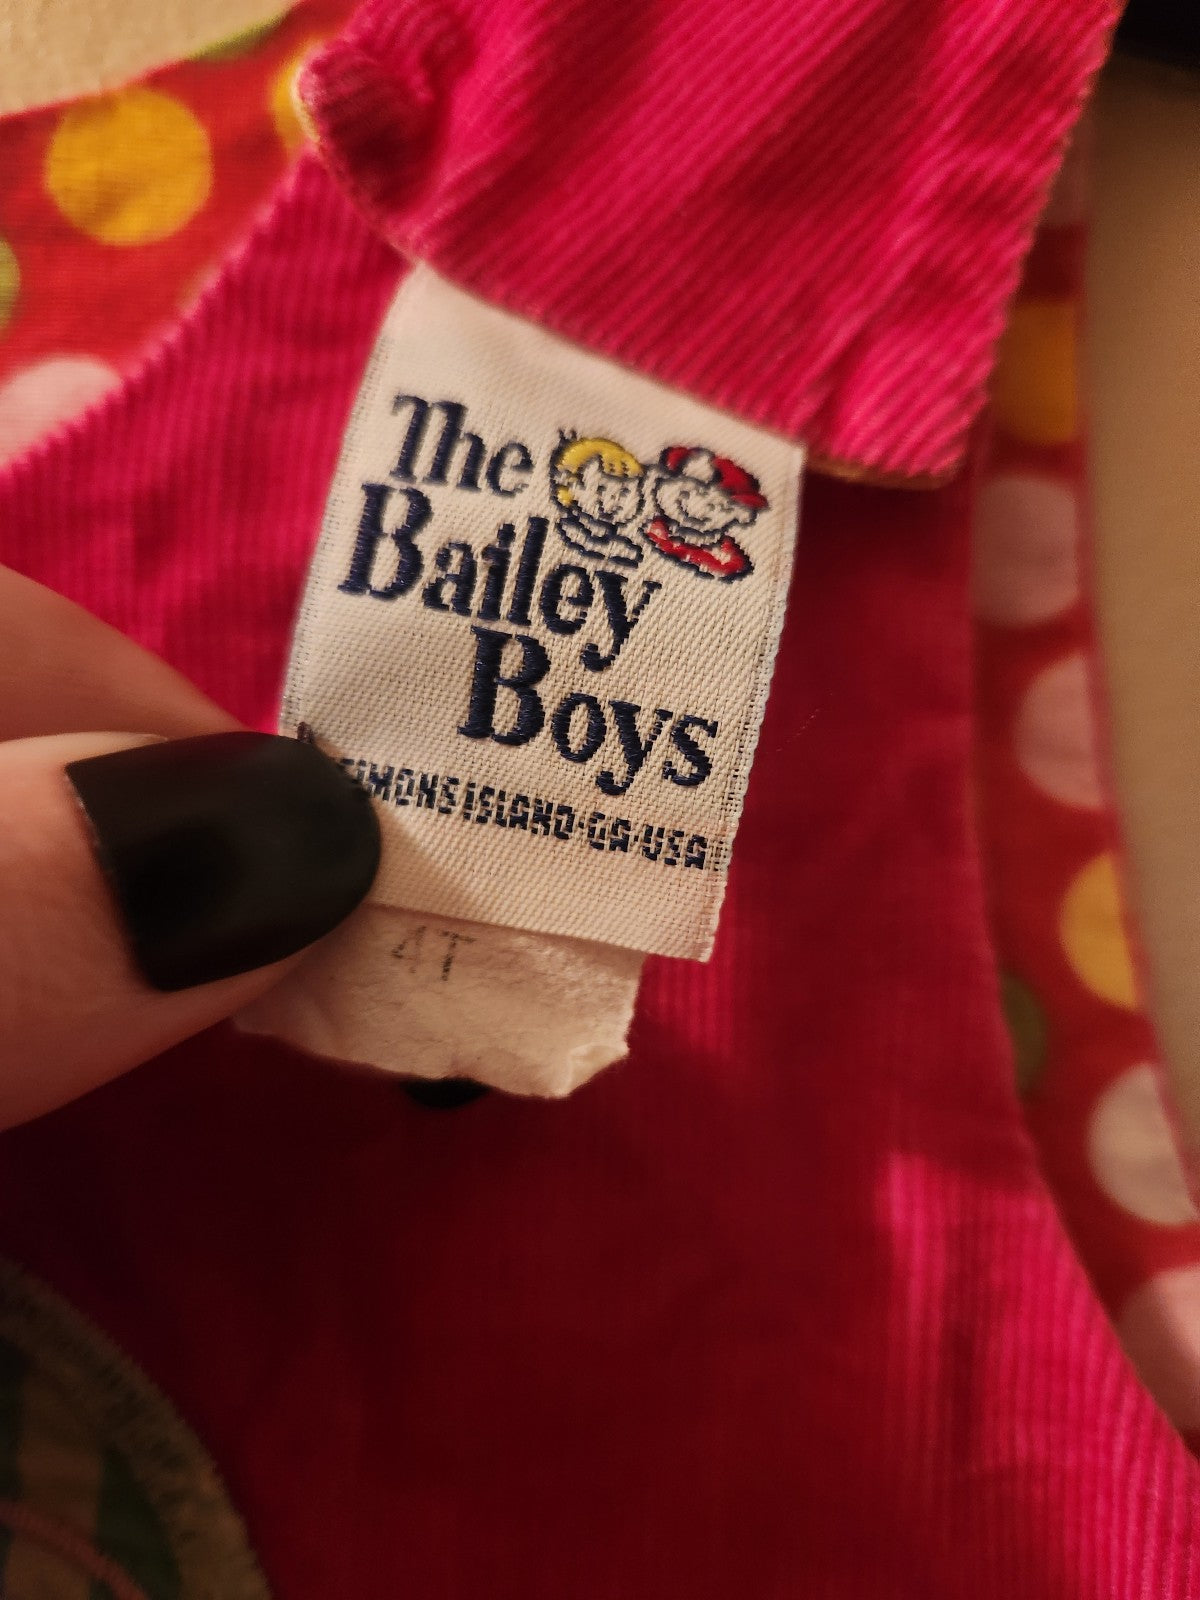 The
Bailey
Boys
SIMONS ISLAND·GA·USA
4T